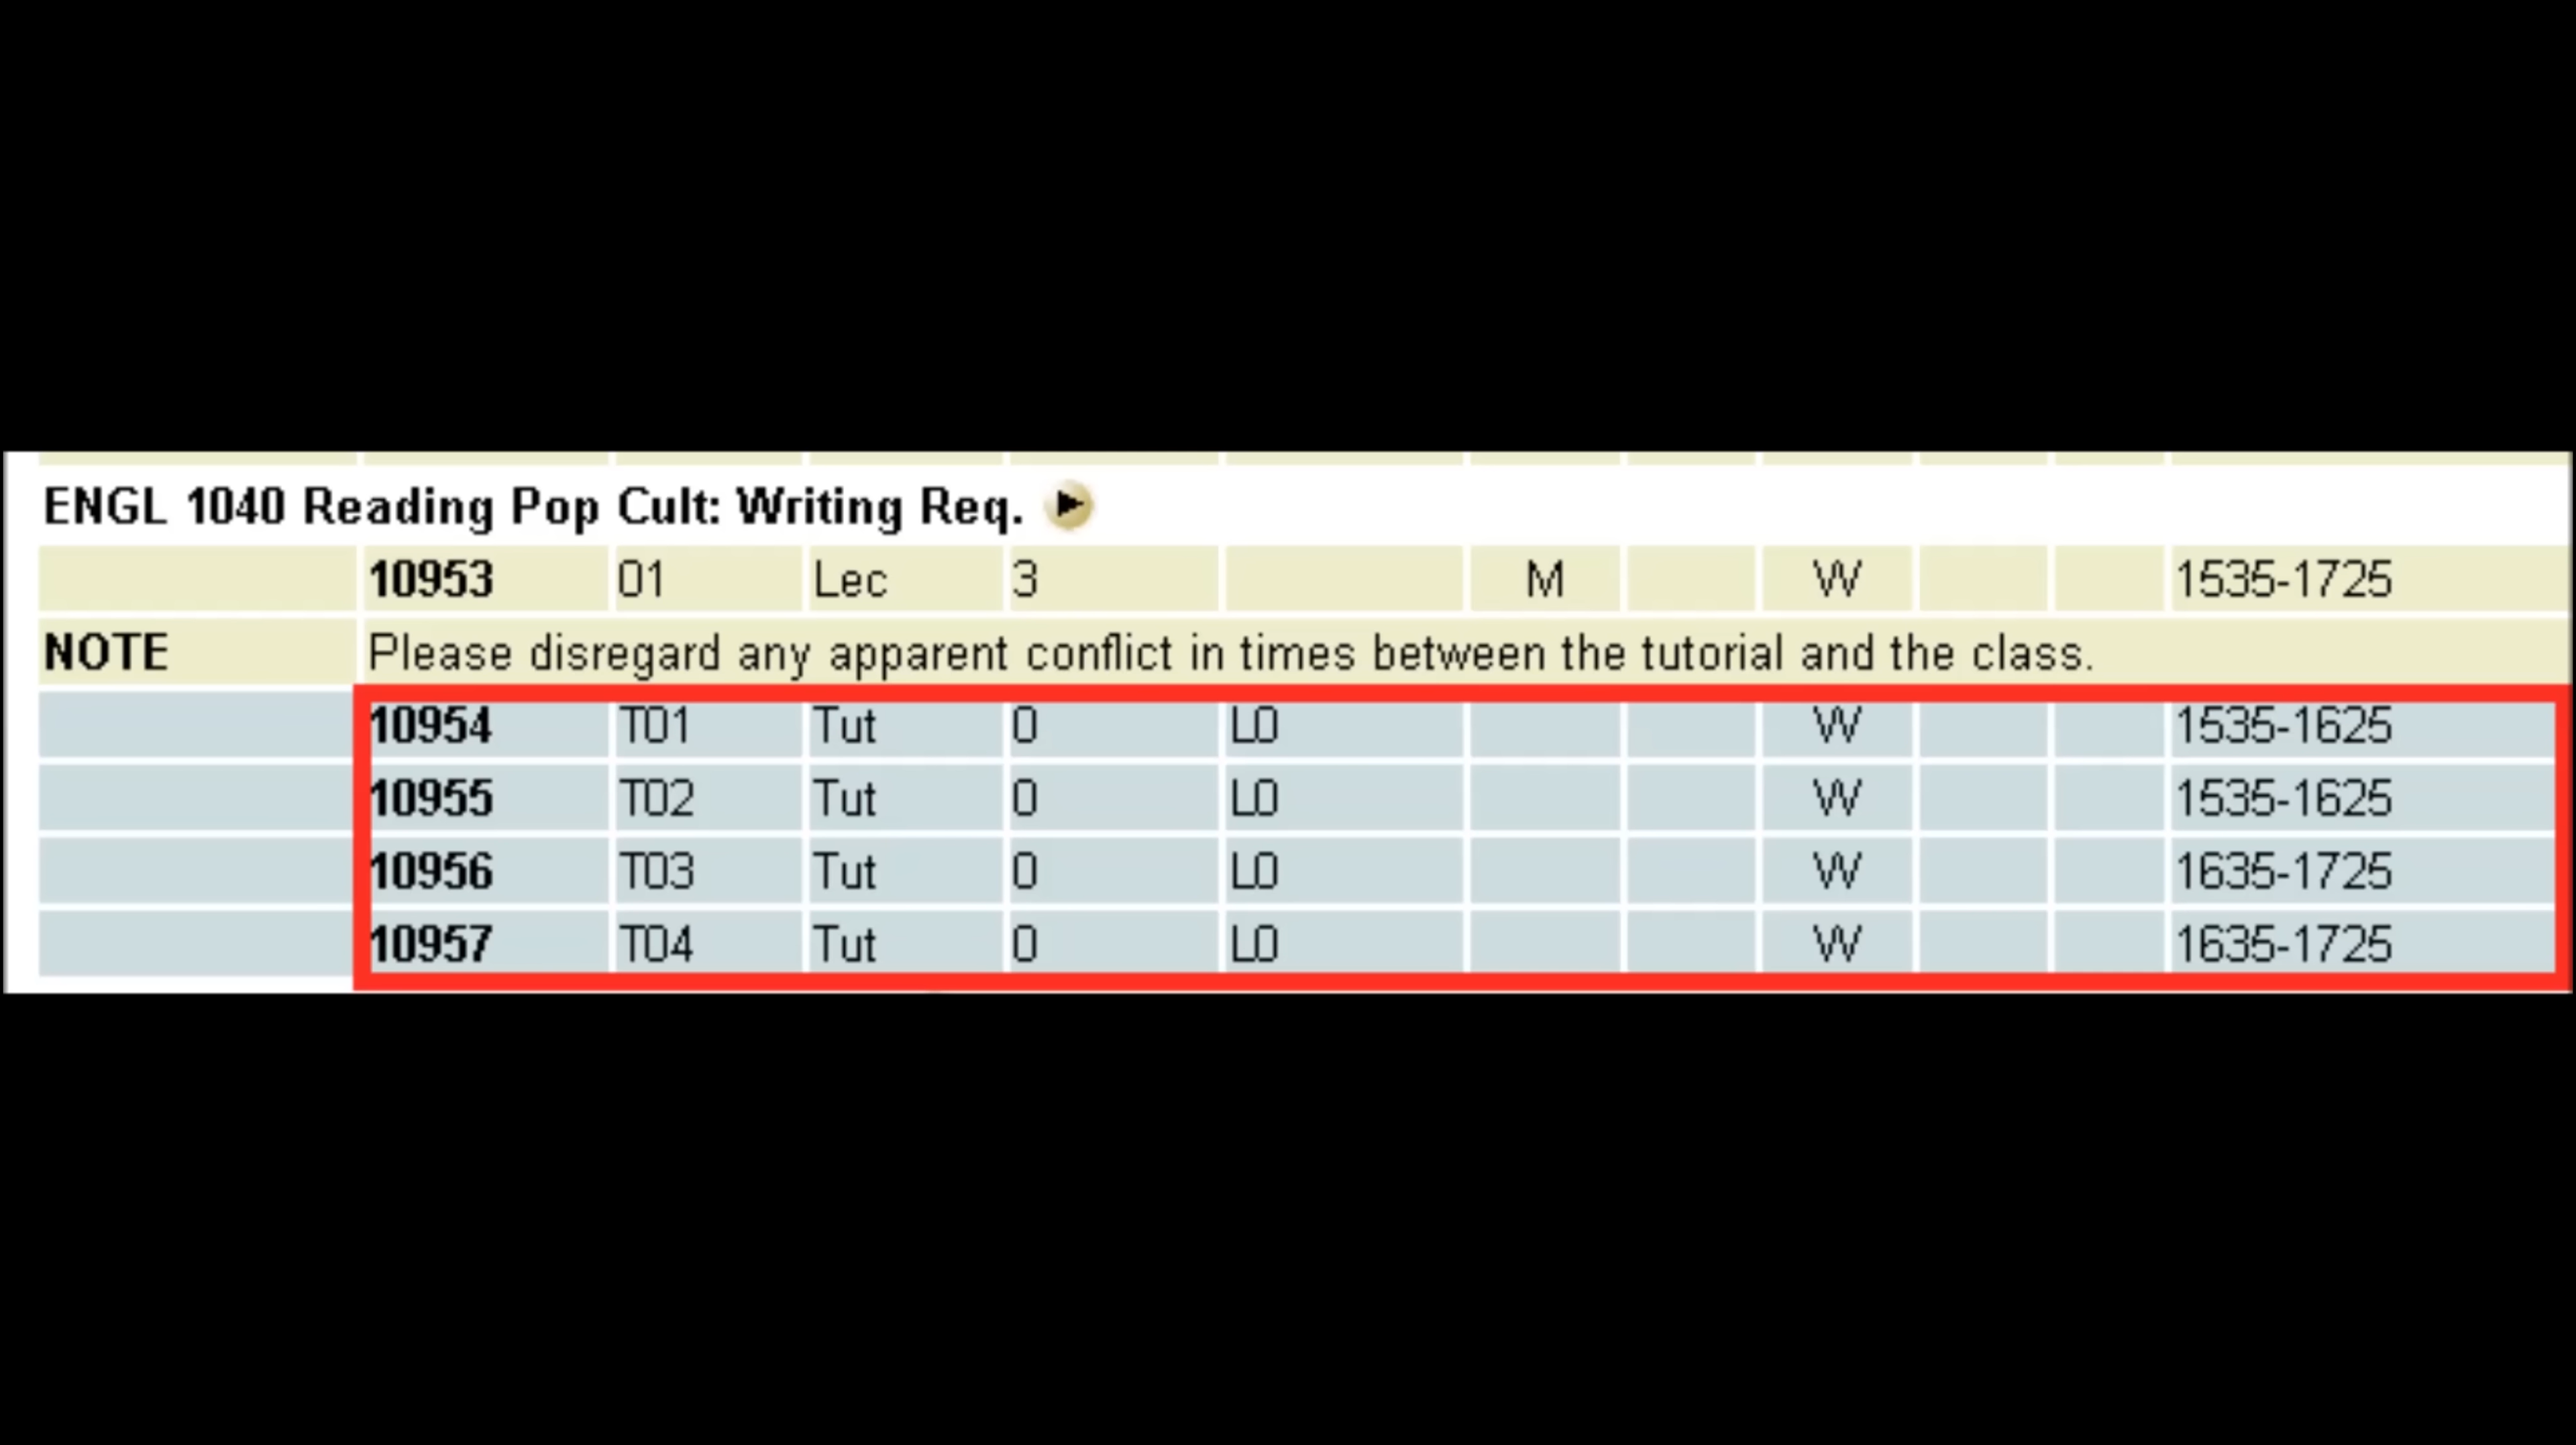 ENGL 1040 Reading Pop Cult: Writing Req.
10953 01 Lec 3 M W 1535-1725
NOTE Please disregard any apparent conflict in times between the tutorial and the class.
10954 T01 Tut 0 L0 W 1535-1625
10955 T02 Tut 0 L0 W 1535-1625
10956 T03 Tut 0 L0 W 1635-1725
10957 T04 Tut 0 L0 W 1635-1725